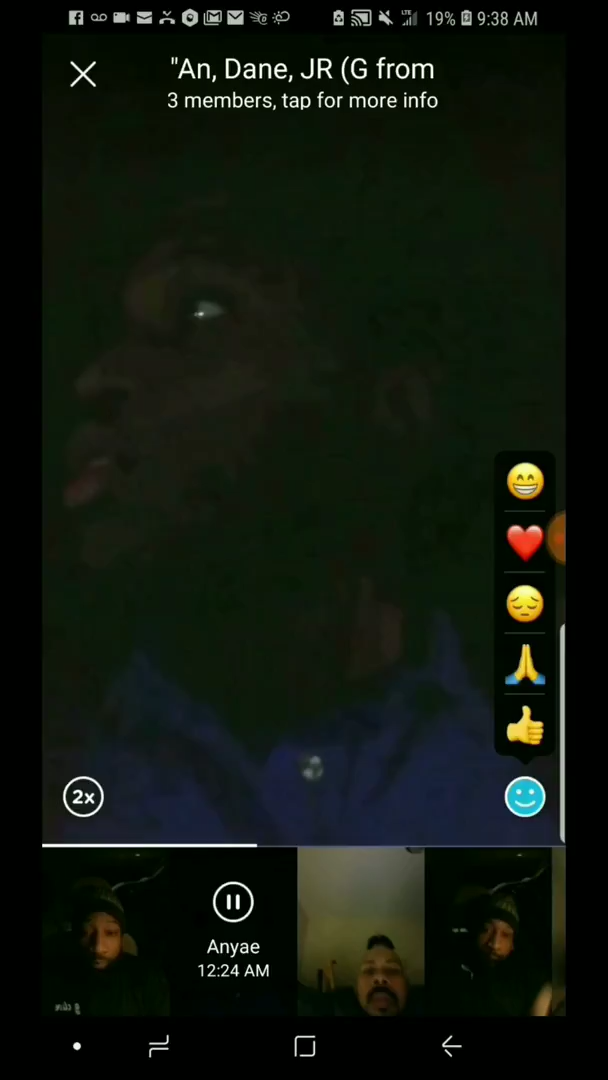 19% 9:38 AM
"An, Dane, JR (G from
3 members, tap for more info
2x
Anyae
12:24 AM